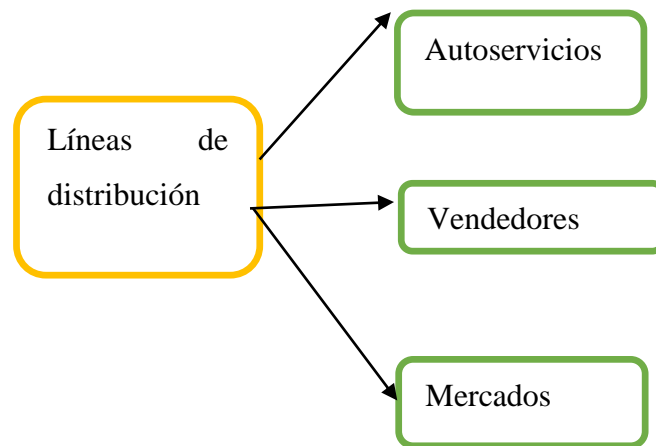 Autoservicios
Líneas de
distribución
Vendedores
Mercados